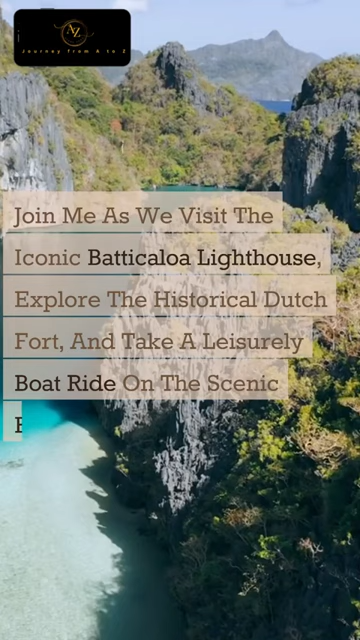 AZ
Journey From A to Z
Join Me As We Visit The
Iconic Batticaloa Lighthouse,
Explore The Historical Dutch
Fort, And Take A Leisurely
Boat Ride On The Scenic